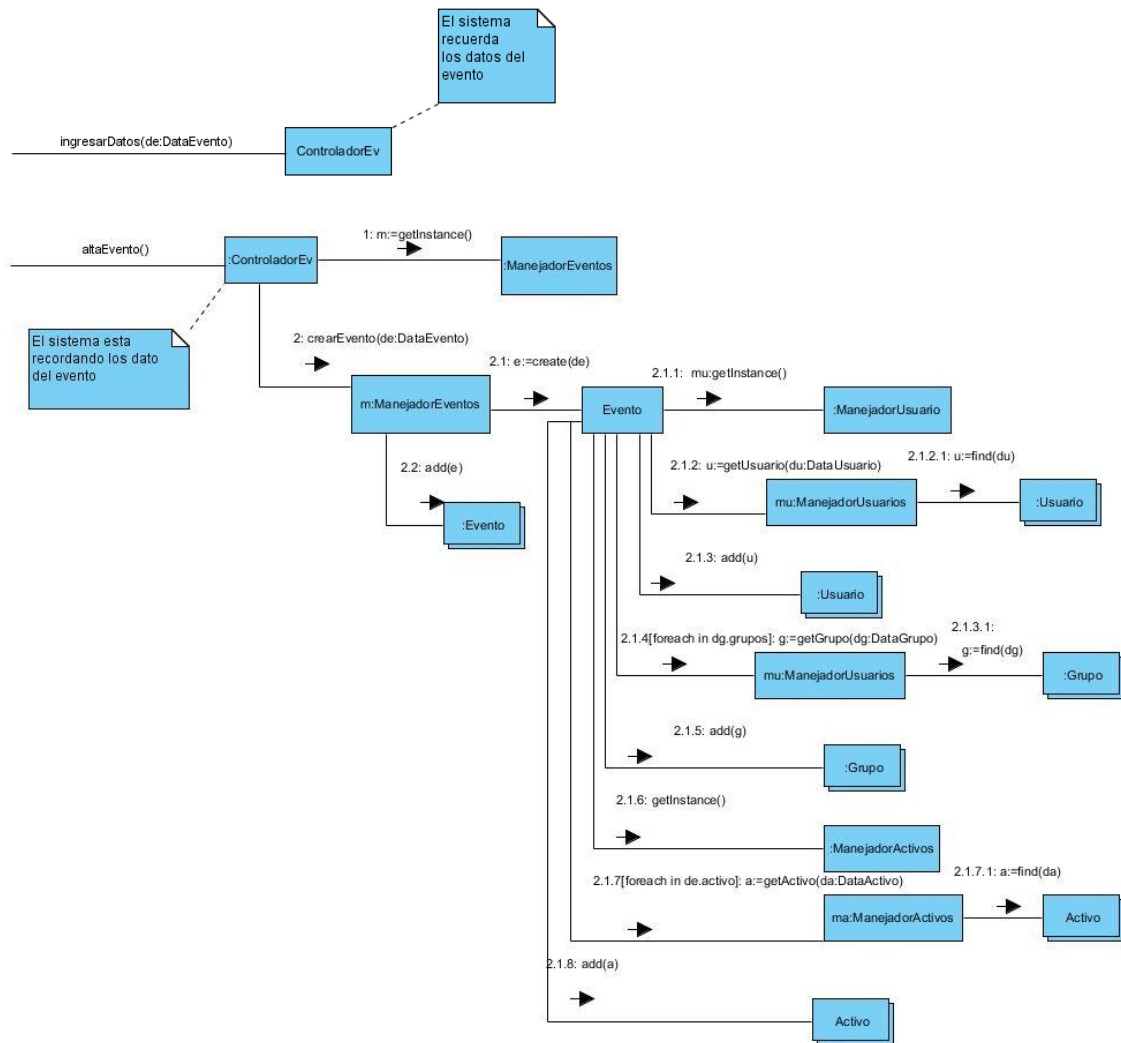 El sistema
recuerda
los datos del
evento
ingresarDatos(de:DataEvento)
ControladorEv
altaEvento()
:ControladorEv
1: m:=getInstance()
:ManejadorEventos
El sistema esta
recordando los dato
del evento
2: crearEvento(de:DataEvento)
m:ManejadorEventos
2.1: e:=create(de)
Evento
2.1.1: mu:getInstance()
:ManejadorUsuario
2.2: add(e)
:Evento
2.1.2: u:=getUsuario(du:DataUsuario)
mu:ManejadorUsuarios
2.1.2.1: u:=find(du)
:Usuario
2.1.3: add(u)
:Usuario
2.1.4[foreach in dg.grupos]: g:=getGrupo(dg:DataGrupo)
mu:ManejadorUsuarios
2.1.3.1:
g:=find(dg)
:Grupo
2.1.5: add(g)
:Grupo
2.1.6: getInstance()
:ManejadorActivos
2.1.7[foreach in de.activo]: a:=getActivo(da:DataActivo)
ma:ManejadorActivos
2.1.7.1: a:=find(da)
Activo
2.1.8: add(a)
Activo